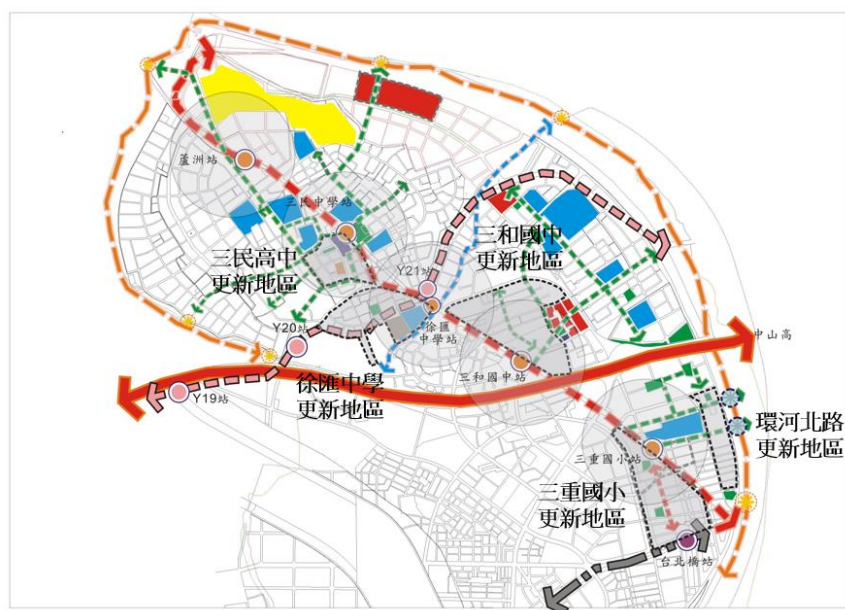 蘆洲站
三民中學站
三民高中
更新地區
三和國中
更新地區
Y21站
徐匯
中學站
Y20站
中山高
三和國中站
Y19站
徐匯中學
更新地區
環河北路
更新地區
三重國小站
三重國小
更新地區
台北橋站